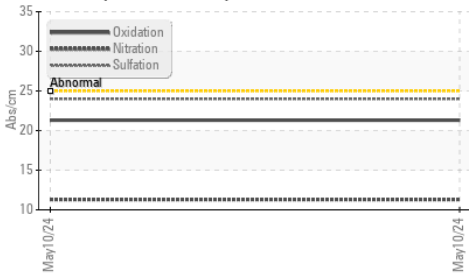 35
30
25
20
15
10
Abs/cm
Oxidation
Nitration
Sulfation
Abnormal
May10/24
May10/24